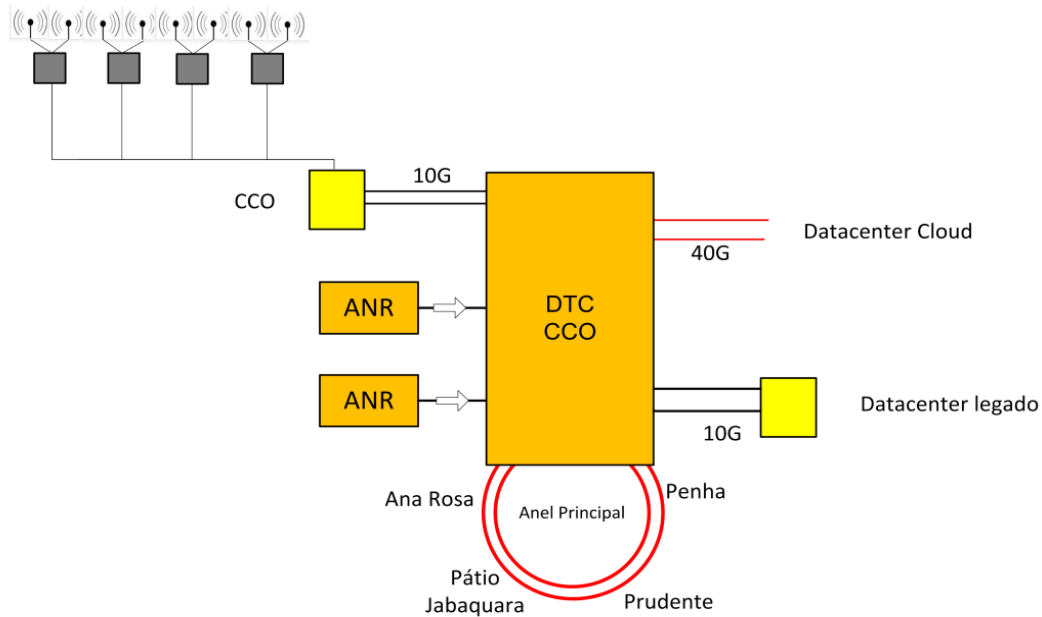 10G
CCO
Datacenter Cloud
40G
ANR
DTC
CCO
ANR
Datacenter legado
10G
Ana Rosa
Penha
Anel Principal
Pátio
Jabaquara
Prudente